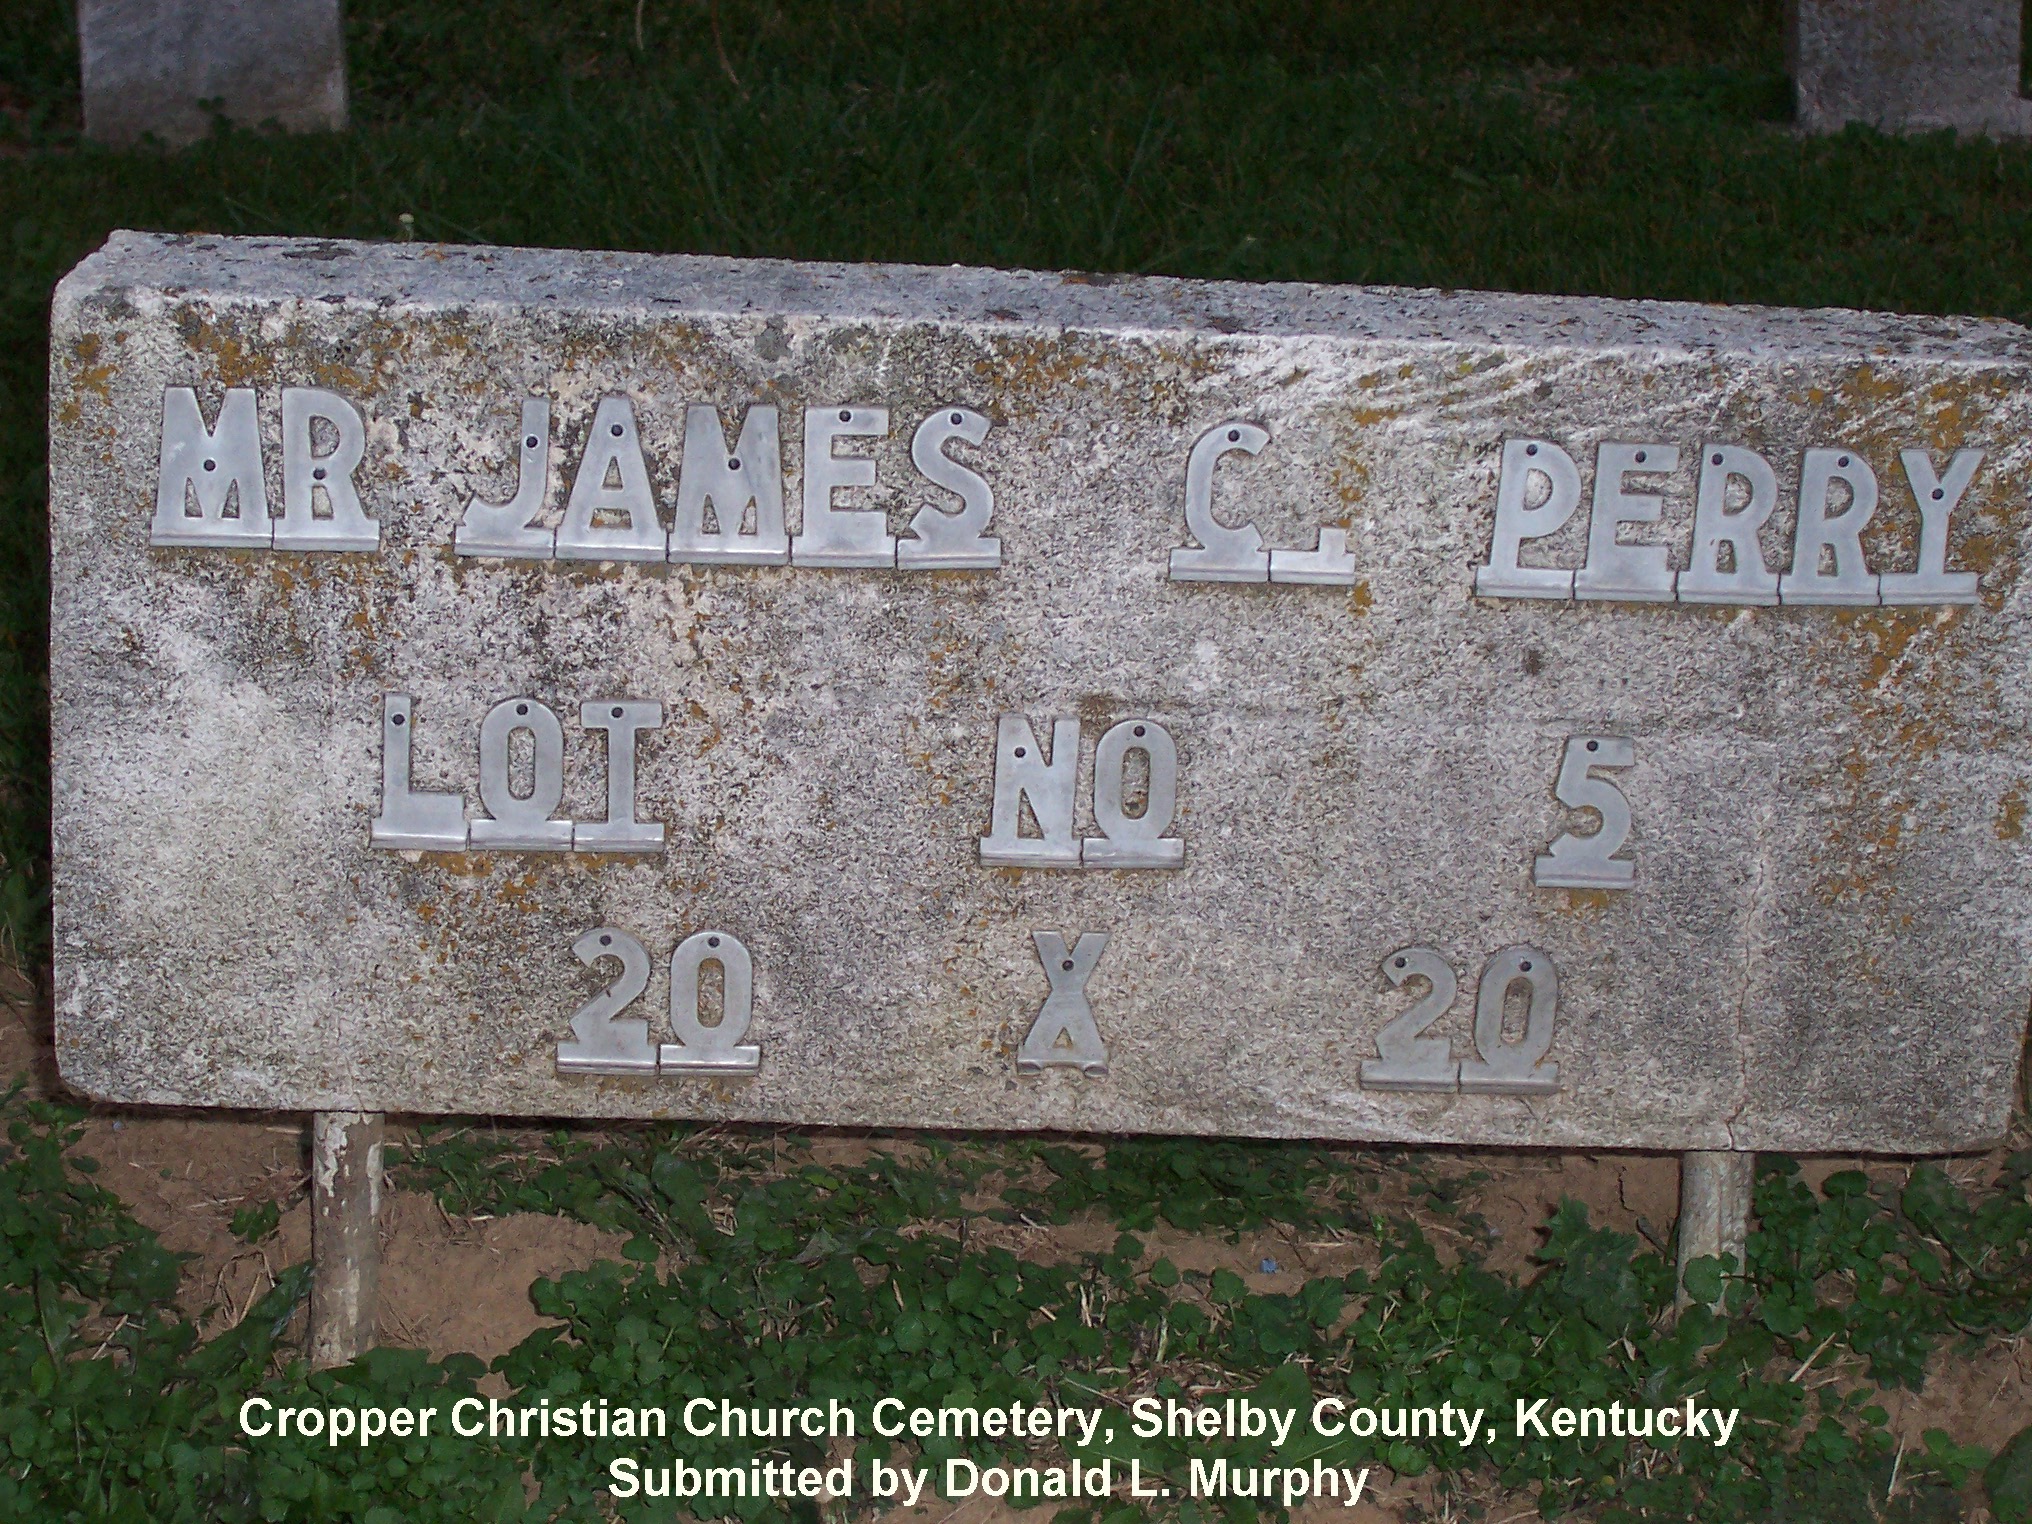 MR JAMES C. PERRY
LOT NO 5
20 X 20
Cropper Christian Church Cemetery, Shelby County, Kentucky
Submitted by Donald L. Murphy